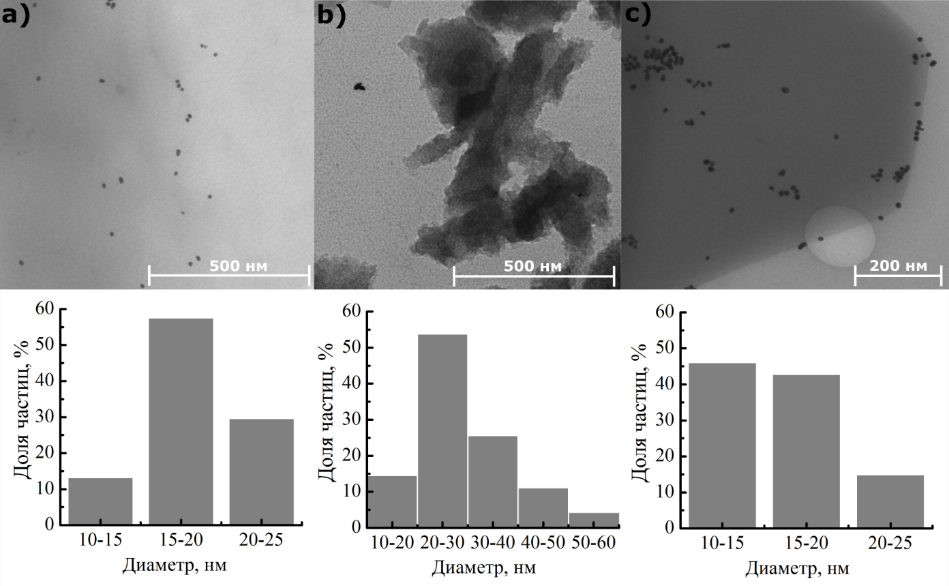 a)
500 нм
b)
500 нм
c)
200 нм
Доля частиц, %
60
50
40
30
20
10
0
10-15 15-20 20-25
Диаметр, нм
Доля частиц, %
60
50
40
30
20
10
0
10-20 20-30 30-40 40-50 50-60
Диаметр, нм
Доля частиц, %
60
50
40
30
20
10
0
10-15 15-20 20-25
Диаметр, нм